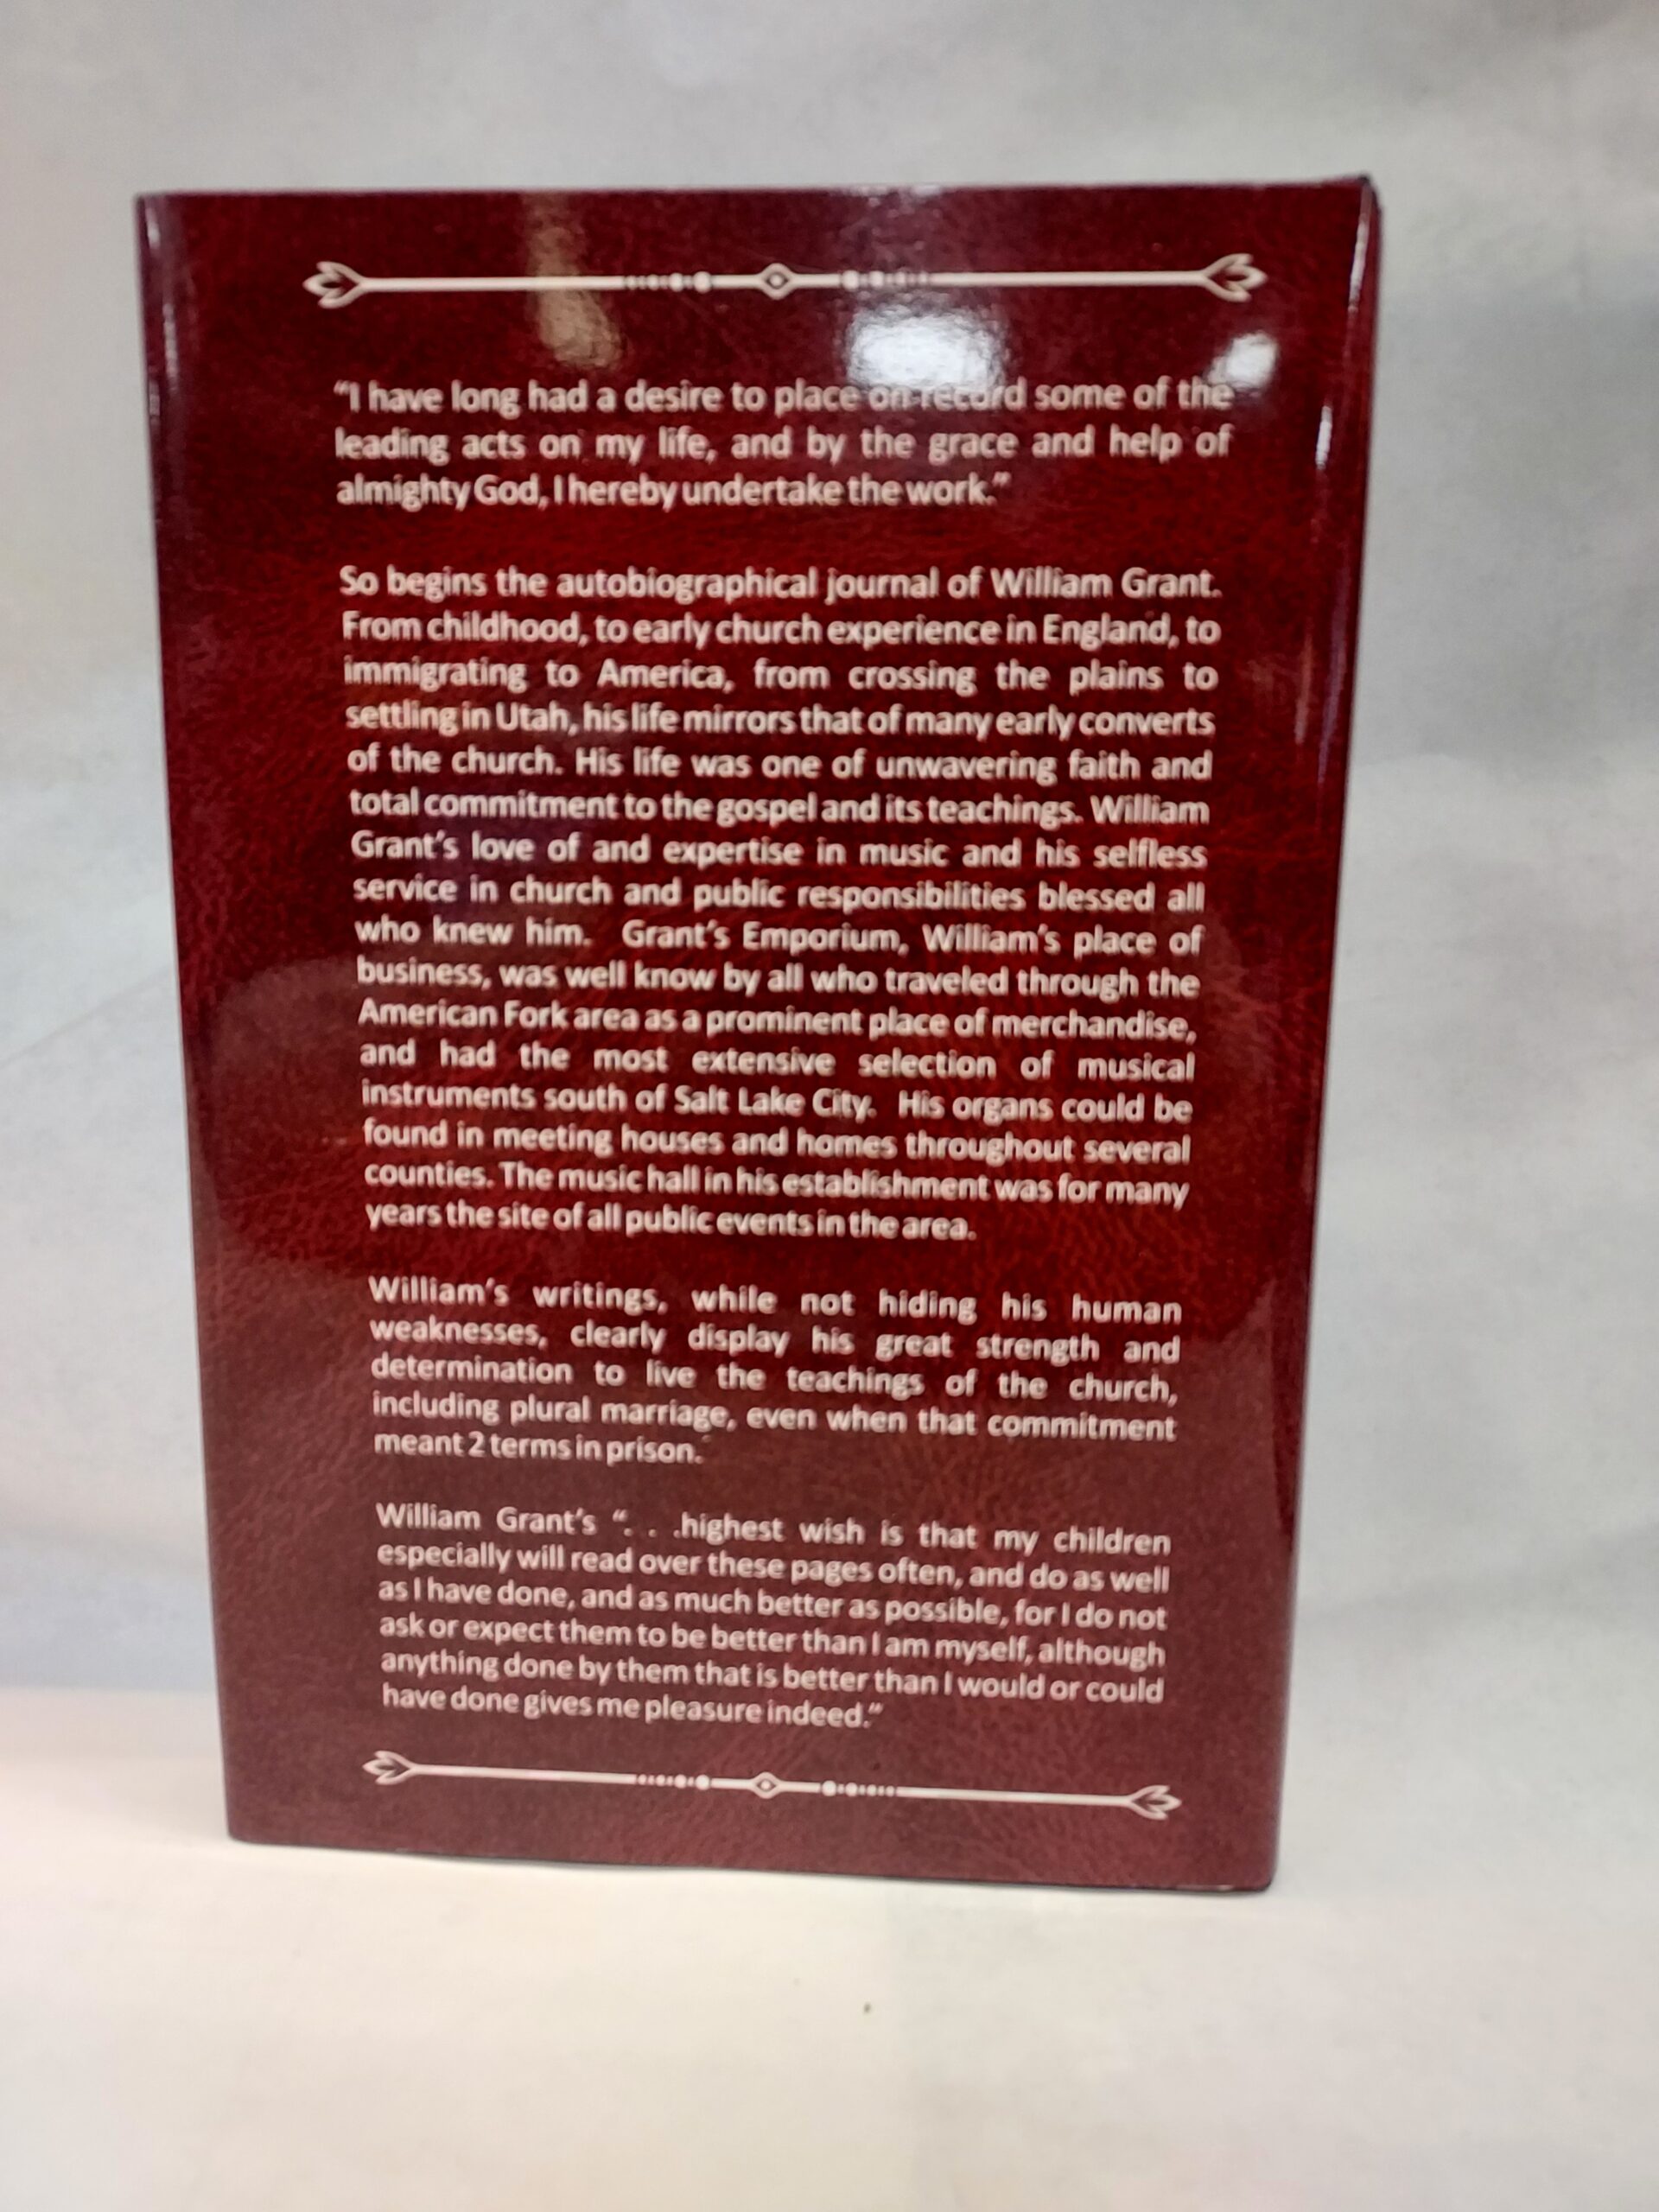 “I have long had a desire to place on record some of the
leading acts on my life, and by the grace and help of
almighty God, I hereby undertake the work.”
So begins the autobiographical journal of William Grant.
From childhood, to early church experience in England, to
immigrating to America, from crossing the plains to
settling in Utah, his life mirrors that of many early converts
of the church. His life was one of unwavering faith and
total commitment to the gospel and its teachings. William
Grant’s love of and expertise in music and his selfless
service in church and public responsibilities blessed all
who knew him. Grant’s Emporium, William’s place of
business, was well know by all who traveled through the
American Fork area as a prominent place of merchandise,
and had the most extensive selection of musical
instruments south of Salt Lake City. His organs could be
found in meeting houses and homes throughout several
counties. The music hall in his establishment was for many
years the site of all public events in the area.
William’s writings, while not hiding his human
weaknesses, clearly display his great strength and
determination to live the teachings of the church,
including plural marriage, even when that commitment
meant 2 terms in prison.
William Grant’s “. . .highest wish is that my children
especially will read over these pages often, and do as well
as I have done, and as much better as possible, for I do not
ask or expect them to be better than I am myself, although
anything done by them that is better than I would or could
have done gives me pleasure indeed.”